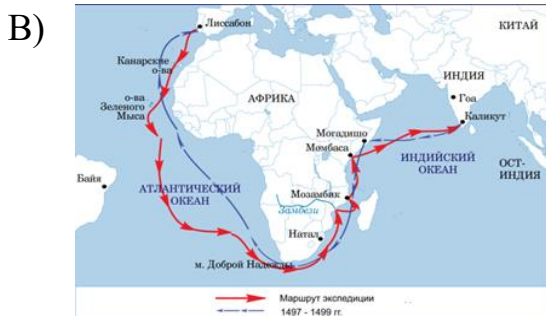 В)
Лиссабон
КИТАЙ
Канарские
о-ва
ИНДИЯ
о-ва
Зеленого
Мыса
АФРИКА
Гоа
Каликут
Могадишо
Момбаса
ИНДИЙСКИЙ
ОКЕАН
ОСТ-
ИНДИЯ
Байя
АТЛАНТИЧЕСКИЙ
ОКЕАН
Мозамбик
Замбези
Натал
м. Доброй Надежды
Маршрут экспедиции
1497 - 1499 гг.